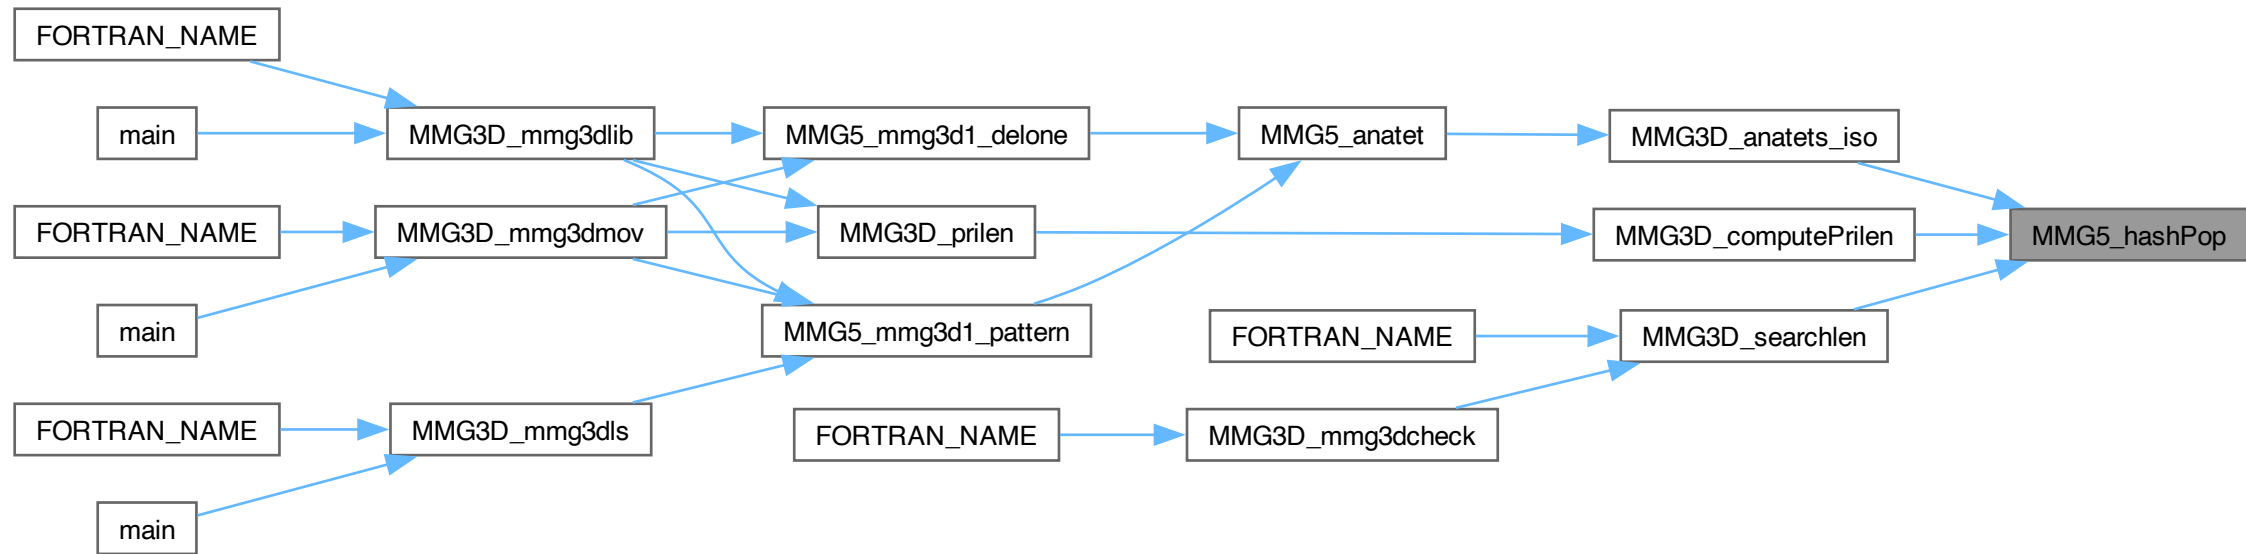 FORTRAN_NAME
main
MMG3D_mmg3dlib
MMG5_mmg3d1_delone
MMG5_anatet
MMG3D_anatets_iso
FORTRAN_NAME
MMG3D_mmg3dmov
MMG3D_prilen
MMG3D_computePrilen
MMG5_hashPop
main
MMG5_mmg3d1_pattern
FORTRAN_NAME
MMG3D_searchlen
FORTRAN_NAME
MMG3D_mmg3dls
FORTRAN_NAME
MMG3D_mmg3dcheck
main